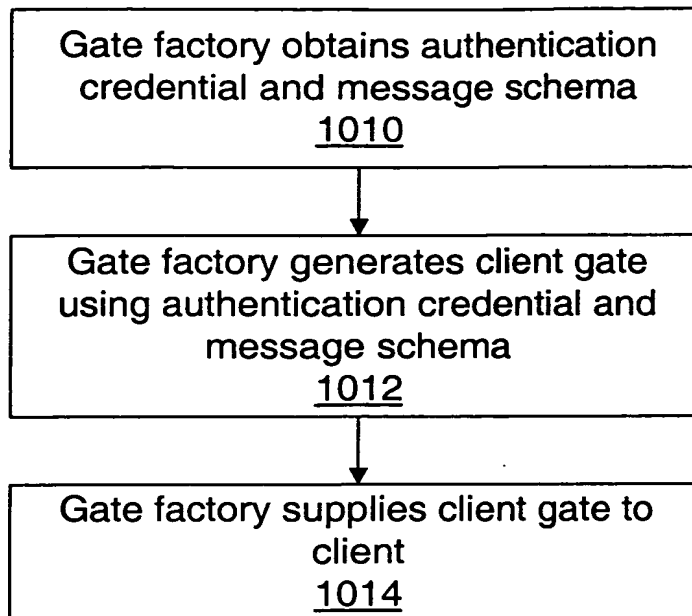 Gate factory obtains authentication
credential and message schema
1010
Gate factory generates client gate
using authentication credential and
message schema
1012
Gate factory supplies client gate to
client
1014